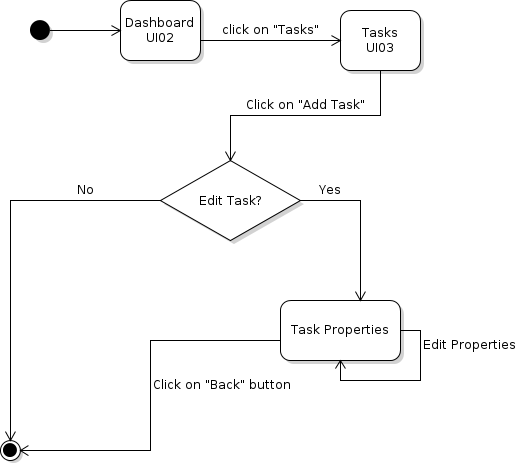 Dashboard
UI02
click on "Tasks"
Tasks
UI03
Click on "Add Task"
No
Edit Task?
Yes
Task Properties
Edit Properties
Click on "Back" button